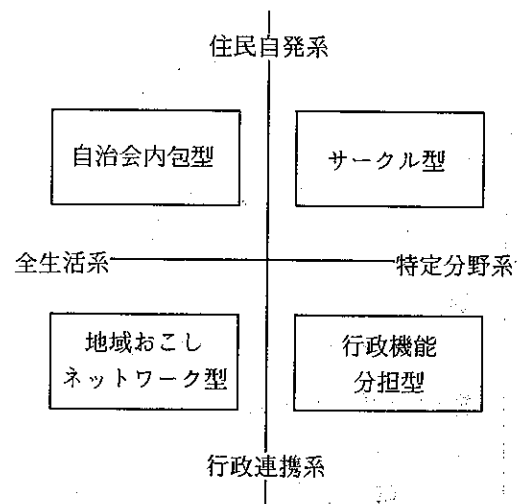 住民自発系
自治会内包型
サークル型
全生活系
特定分野系
地域おこし
ネットワーク型
行政機能
分担型
行政連携系